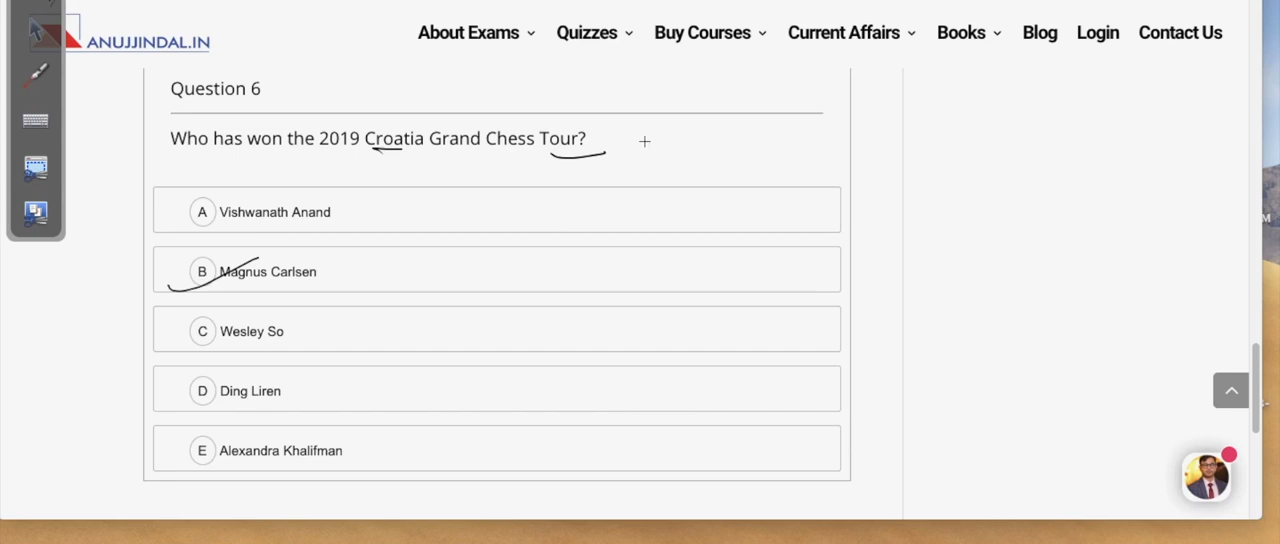 ANUJJINDAL.IN
About Exams Quizzes Buy Courses Current Affairs Books Blog Login Contact Us
Question 6
Who has won the 2019 Croatia Grand Chess Tour?
A Vishwanath Anand
B Magnus Carlsen
C Wesley So
D Ding Liren
E Alexandra Khalifman
M